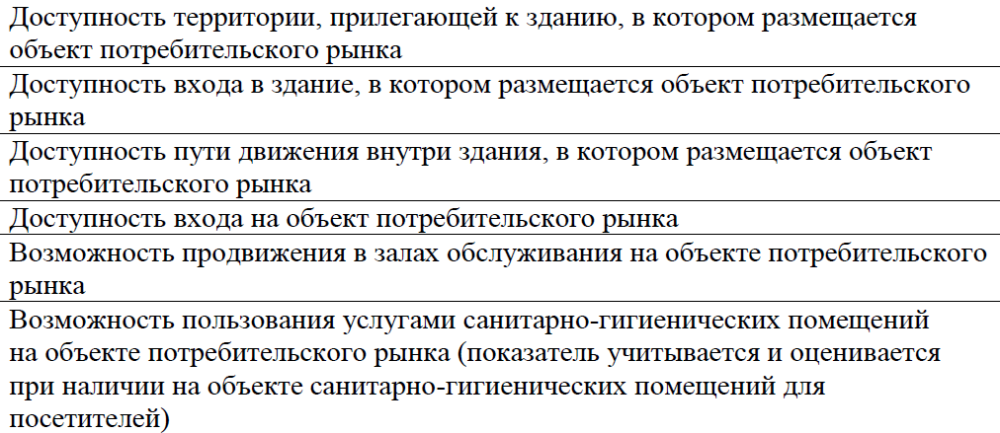 Доступность территории, прилегающей к зданию, в котором размещается
объект потребительского рынка
Доступность входа в здание, в котором размещается объект потребительского
рынка
Доступность пути движения внутри здания, в котором размещается объект
потребительского рынка
Доступность входа на объект потребительского рынка
Возможность продвижения в залах обслуживания на объекте потребительского
рынка
Возможность пользования услугами санитарно-гигиенических помещений
на объекте потребительского рынка (показатель учитывается и оценивается
при наличии на объекте санитарно-гигиенических помещений для
посетителей)